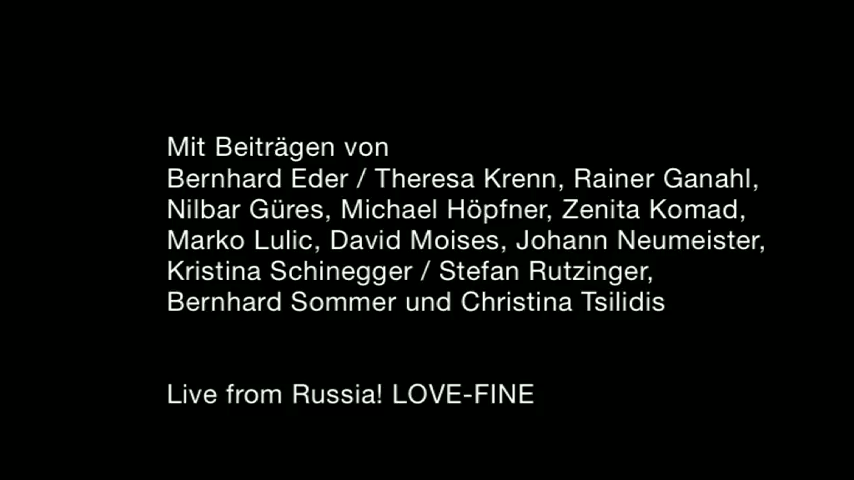 Mit Beiträgen von
Bernhard Eder / Theresa Krenn, Rainer Ganahl,
Nilbar Güres, Michael Höpfner, Zenita Komad,
Marko Lulic, David Moises, Johann Neumeister,
Kristina Schinegger / Stefan Rutzinger,
Bernhard Sommer und Christina Tsilidis
Live from Russia! LOVE-FINE